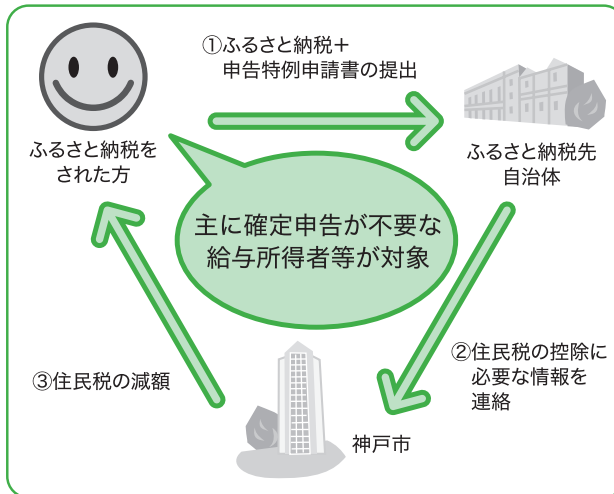 ①ふるさと納税＋
申告特例申請書の提出
ふるさと納税を
された方
ふるさと納税先
自治体
主に確定申告が不要な
給与所得者等が対象
②住民税の控除に
必要な情報を
連絡
③住民税の減額
神戸市